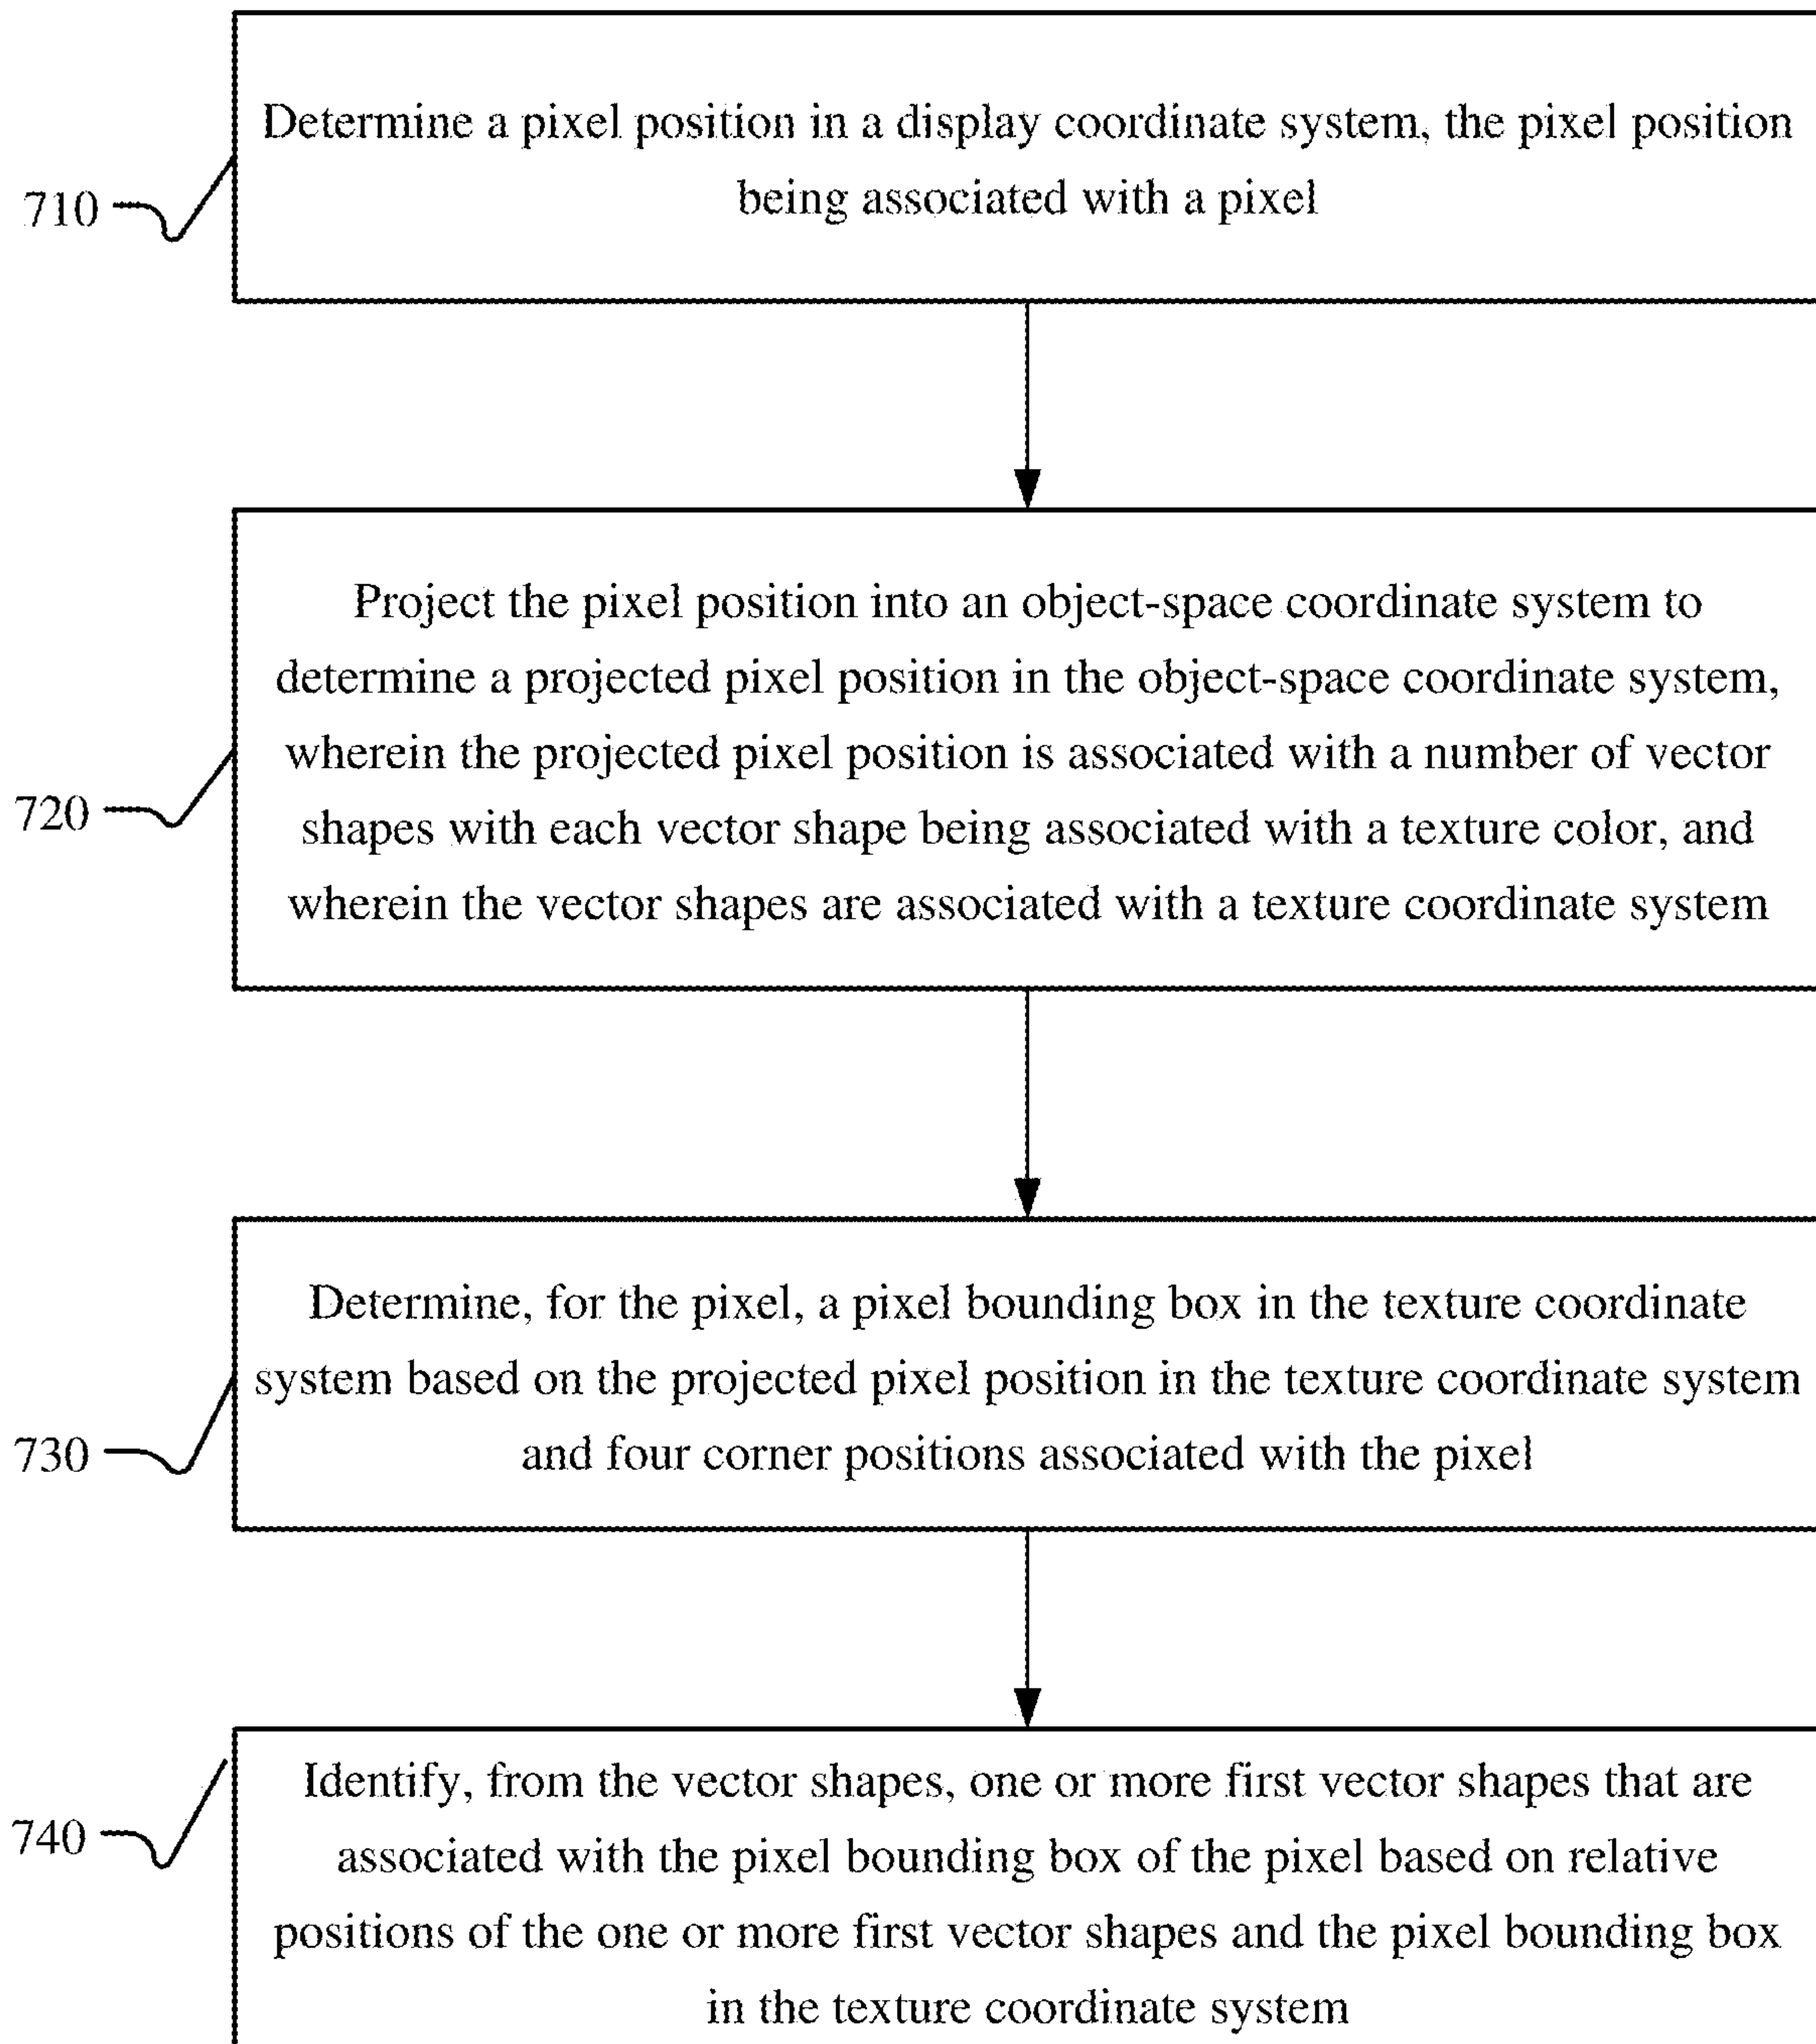 Determine a pixel position in a display coordinate system, the pixel position
being associated with a pixel
710
Project the pixel position into an object-space coordinate system to
determine a projected pixel position in the object-space coordinate system,
wherein the projected pixel position is associated with a number of vector
shapes with each vector shape being associated with a texture color, and
wherein the vector shapes are associated with a texture coordinate system
720
Determine, for the pixel, a pixel bounding box in the texture coordinate
system based on the projected pixel position in the texture coordinate system
and four corner positions associated with the pixel
730
Identify, from the vector shapes, one or more first vector shapes that are
associated with the pixel bounding box of the pixel based on relative
positions of the one or more first vector shapes and the pixel bounding box
in the texture coordinate system
740